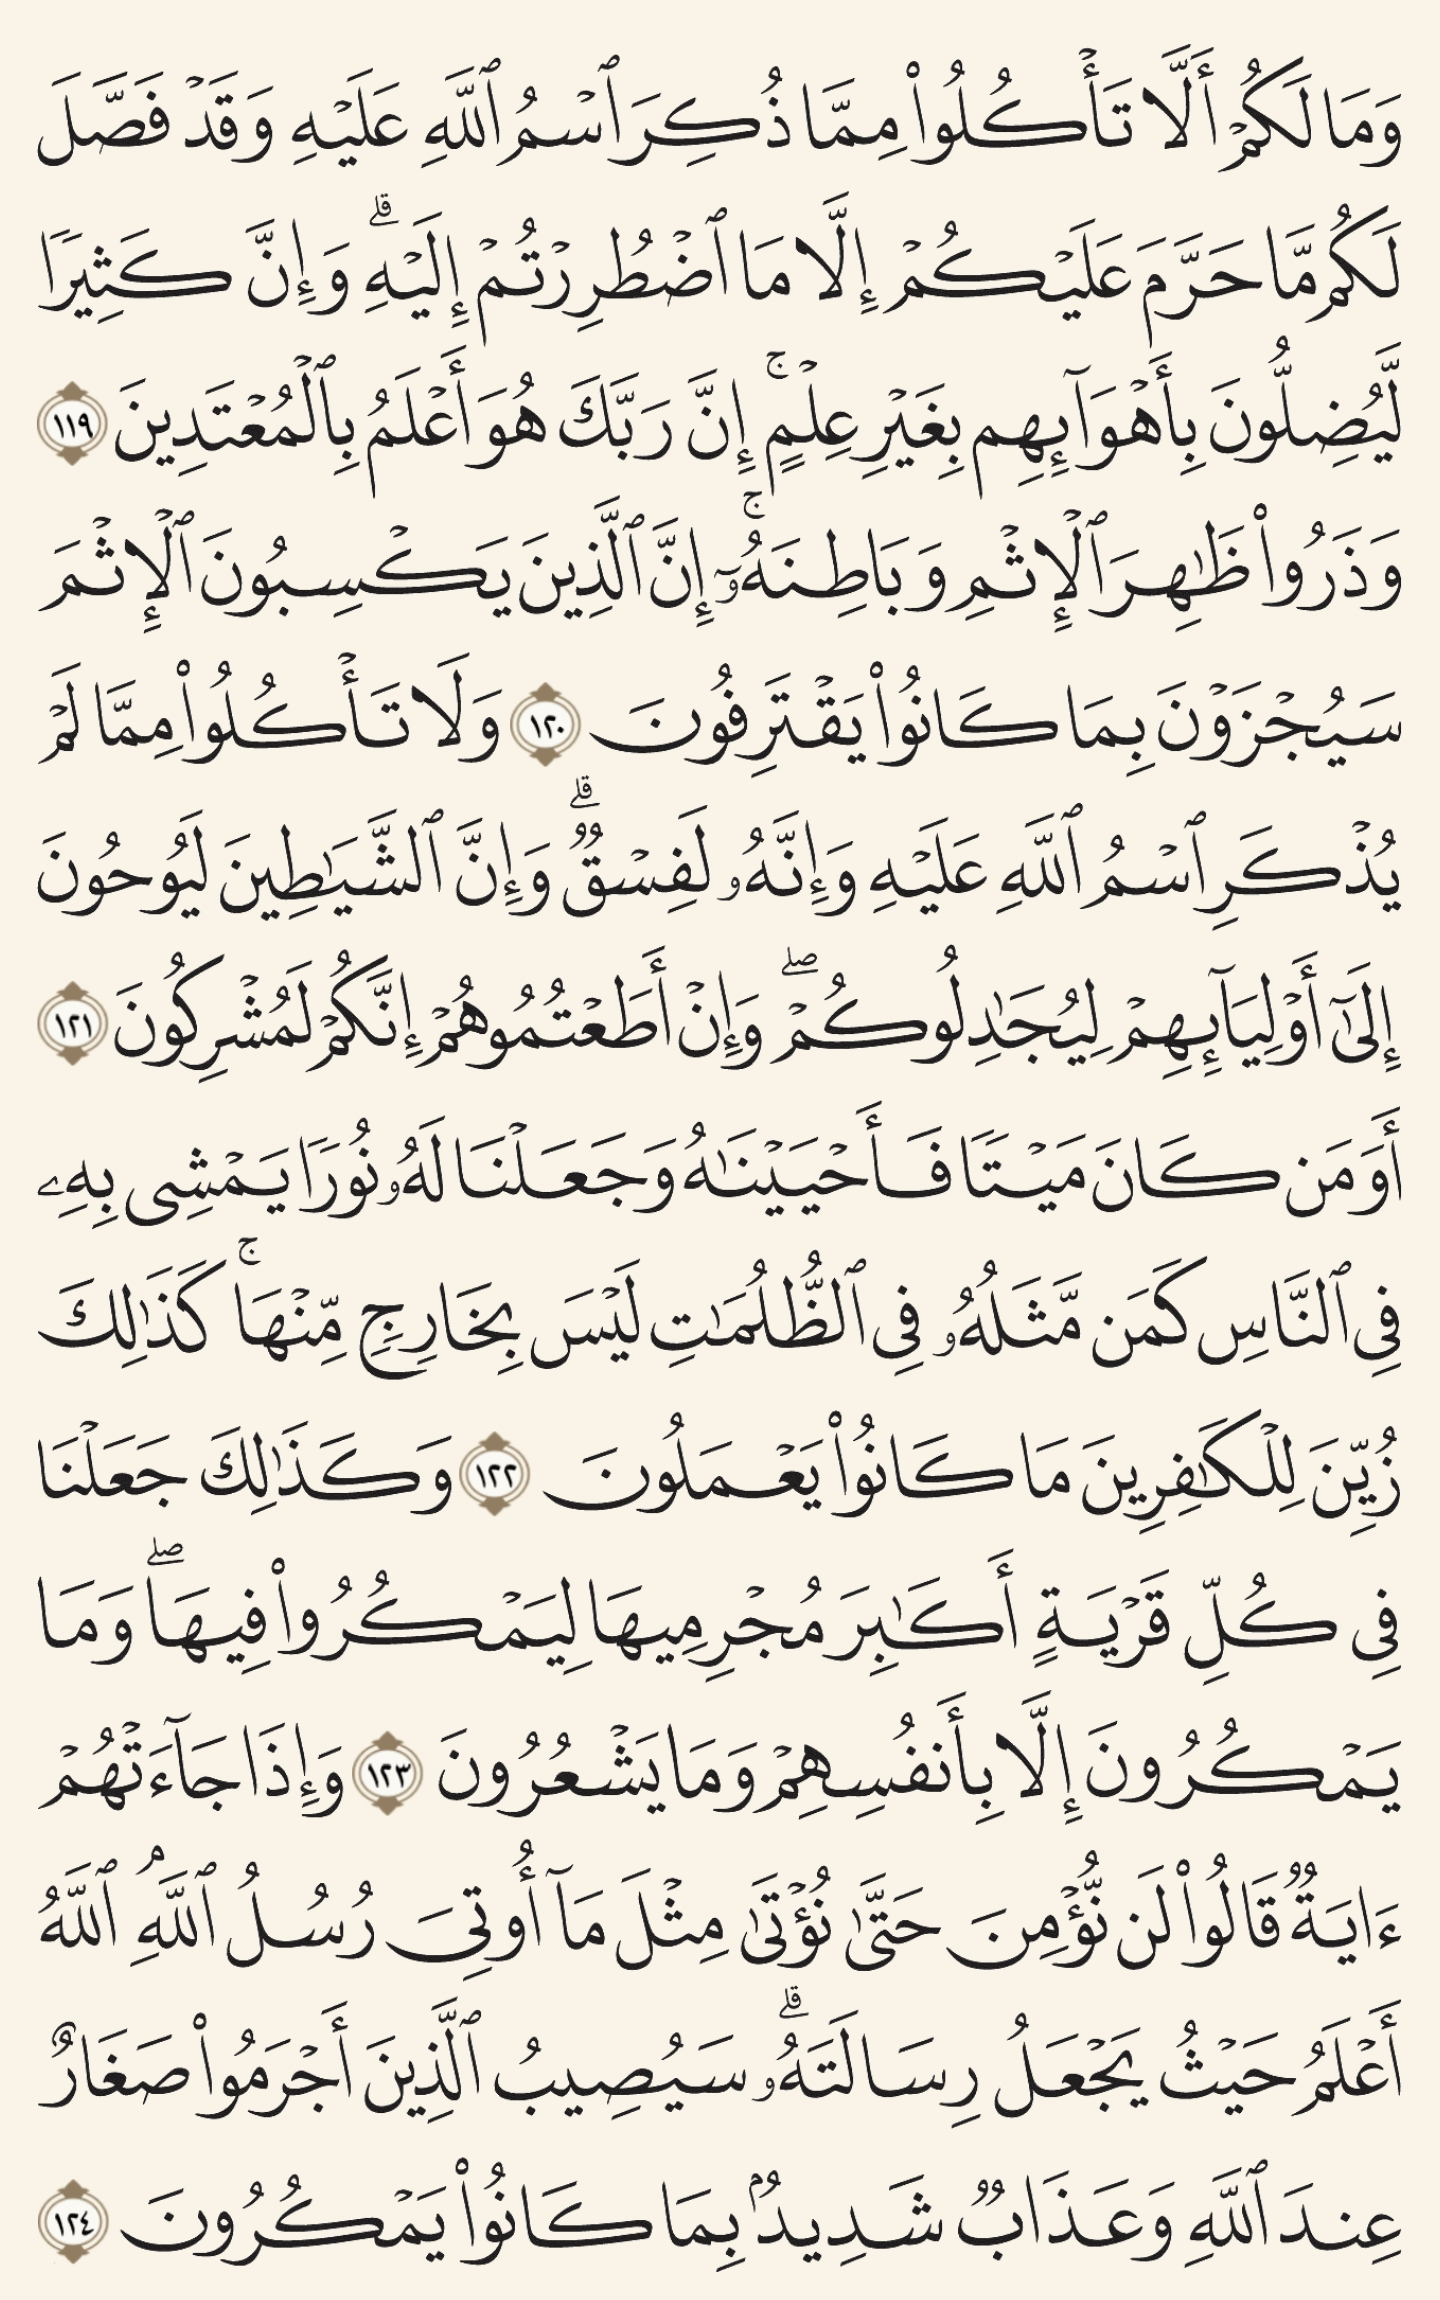 وَمَا لَكُمْ أَلَّا تَأْكُلُوا۟ مِمَّا ذُكِرَ ٱسْمُ ٱللَّهِ عَلَيْهِ وَقَدْ فَصَّلَ
لَكُم مَّا حَرَّمَ عَلَيْكُمْ إِلَّا مَا ٱضْطُرِرْتُمْ إِلَيْهِ ۗ وَإِنَّ كَثِيرًا
لَّيُضِلُّونَ بِأَهْوَآئِهِم بِغَيْرِ عِلْمٍ ۚ إِنَّ رَبَّكَ هُوَ أَعْلَمُ بِٱلْمُعْتَدِينَ ١١٩
وَذَرُوا۟ ظَـٰهِرَ ٱلْإِثْمِ وَبَاطِنَهُۥٓ ۚ إِنَّ ٱلَّذِينَ يَكْسِبُونَ ٱلْإِثْمَ
سَيُجْزَوْنَ بِمَا كَانُوا۟ يَقْتَرِفُونَ ١٢٠ وَلَا تَأْكُلُوا۟ مِمَّا لَمْ
يُذْكَرِ ٱسْمُ ٱللَّهِ عَلَيْهِ وَإِنَّهُۥ لَفِسْقٌ ۗ وَإِنَّ ٱلشَّيَـٰطِينَ لَيُوحُونَ
إِلَىٰٓ أَوْلِيَآئِهِمْ لِيُجَـٰدِلُوكُمْ ۖ وَإِنْ أَطَعْتُمُوهُمْ إِنَّكُمْ لَمُشْرِكُونَ ١٢١
أَوَمَن كَانَ مَيْتًا فَأَحْيَيْنَـٰهُ وَجَعَلْنَا لَهُۥ نُورًا يَمْشِى بِهِۦ
فِى ٱلنَّاسِ كَمَن مَّثَلُهُۥ فِى ٱلظُّلُمَـٰتِ لَيْسَ بِخَارِجٍ مِّنْهَا ۚ كَذَٰلِكَ
زُيِّنَ لِلْكَـٰفِرِينَ مَا كَانُوا۟ يَعْمَلُونَ ١٢٢ وَكَذَٰلِكَ جَعَلْنَا
فِى كُلِّ قَرْيَةٍ أَكَـٰبِرَ مُجْرِمِيهَا لِيَمْكُرُوا۟ فِيهَا ۖ وَمَا
يَمْكُرُونَ إِلَّا بِأَنفُسِهِمْ وَمَا يَشْعُرُونَ ١٢٣ وَإِذَا جَآءَتْهُمْ
ءَايَةٌ قَالُوا۟ لَن نُّؤْمِنَ حَتَّىٰ نُؤْتَىٰ مِثْلَ مَآ أُوتِىَ رُسُلُ ٱللَّهِ ۘ ٱللَّهُ
أَعْلَمُ حَيْثُ يَجْعَلُ رِسَالَتَهُۥ ۗ سَيُصِيبُ ٱلَّذِينَ أَجْرَمُوا۟ صَغَارٌ
عِندَ ٱللَّهِ وَعَذَابٌ شَدِيدٌۢ بِمَا كَانُوا۟ يَمْكُرُونَ ١٢٤